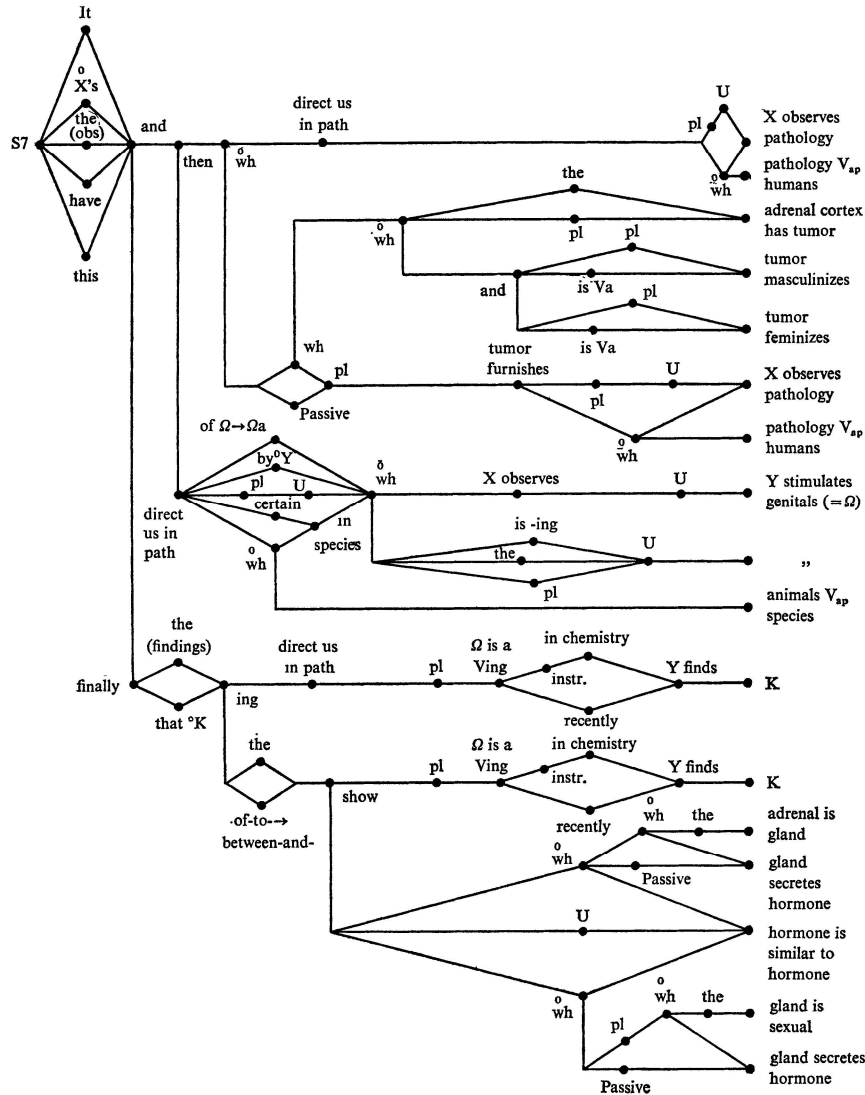 It
o
X's
the
(obs)
S7
and
have
this
then
o
wh
direct us
in path
U
pl
o
wh
X observes
pathology
pathology Vap
humans
the
o
wh
pl
adrenal cortex
has tumor
pl
and
is Va
tumor
masculinizes
pl
is Va
tumor
feminizes
wh
pl
Passive
tumor
furnishes
U
pl
o
wh
X observes
pathology
pathology Vap
humans
of Ω→Ωa
by°Y
pl
U
certain
in
species
direct
us in
path
o
wh
o
wh
X observes
U
Y stimulates
genitals (=Ω)
is -ing
the
pl
U
,,
animals Vap
species
the
(findings)
finally
that °K
ing
direct us
in path
pl
Ω is a
Ving
in chemistry
instr.
recently
Y finds
K
the
·of-to-→
between-and-
show
pl
Ω is a
Ving
in chemistry
instr.
recently
Y finds
K
o
wh
o
wh
the
adrenal is
gland
Passive
gland
secretes
hormone
U
hormone is
similar to
hormone
o
wh
pl
o
wh
the
gland is
sexual
Passive
gland secretes
hormone